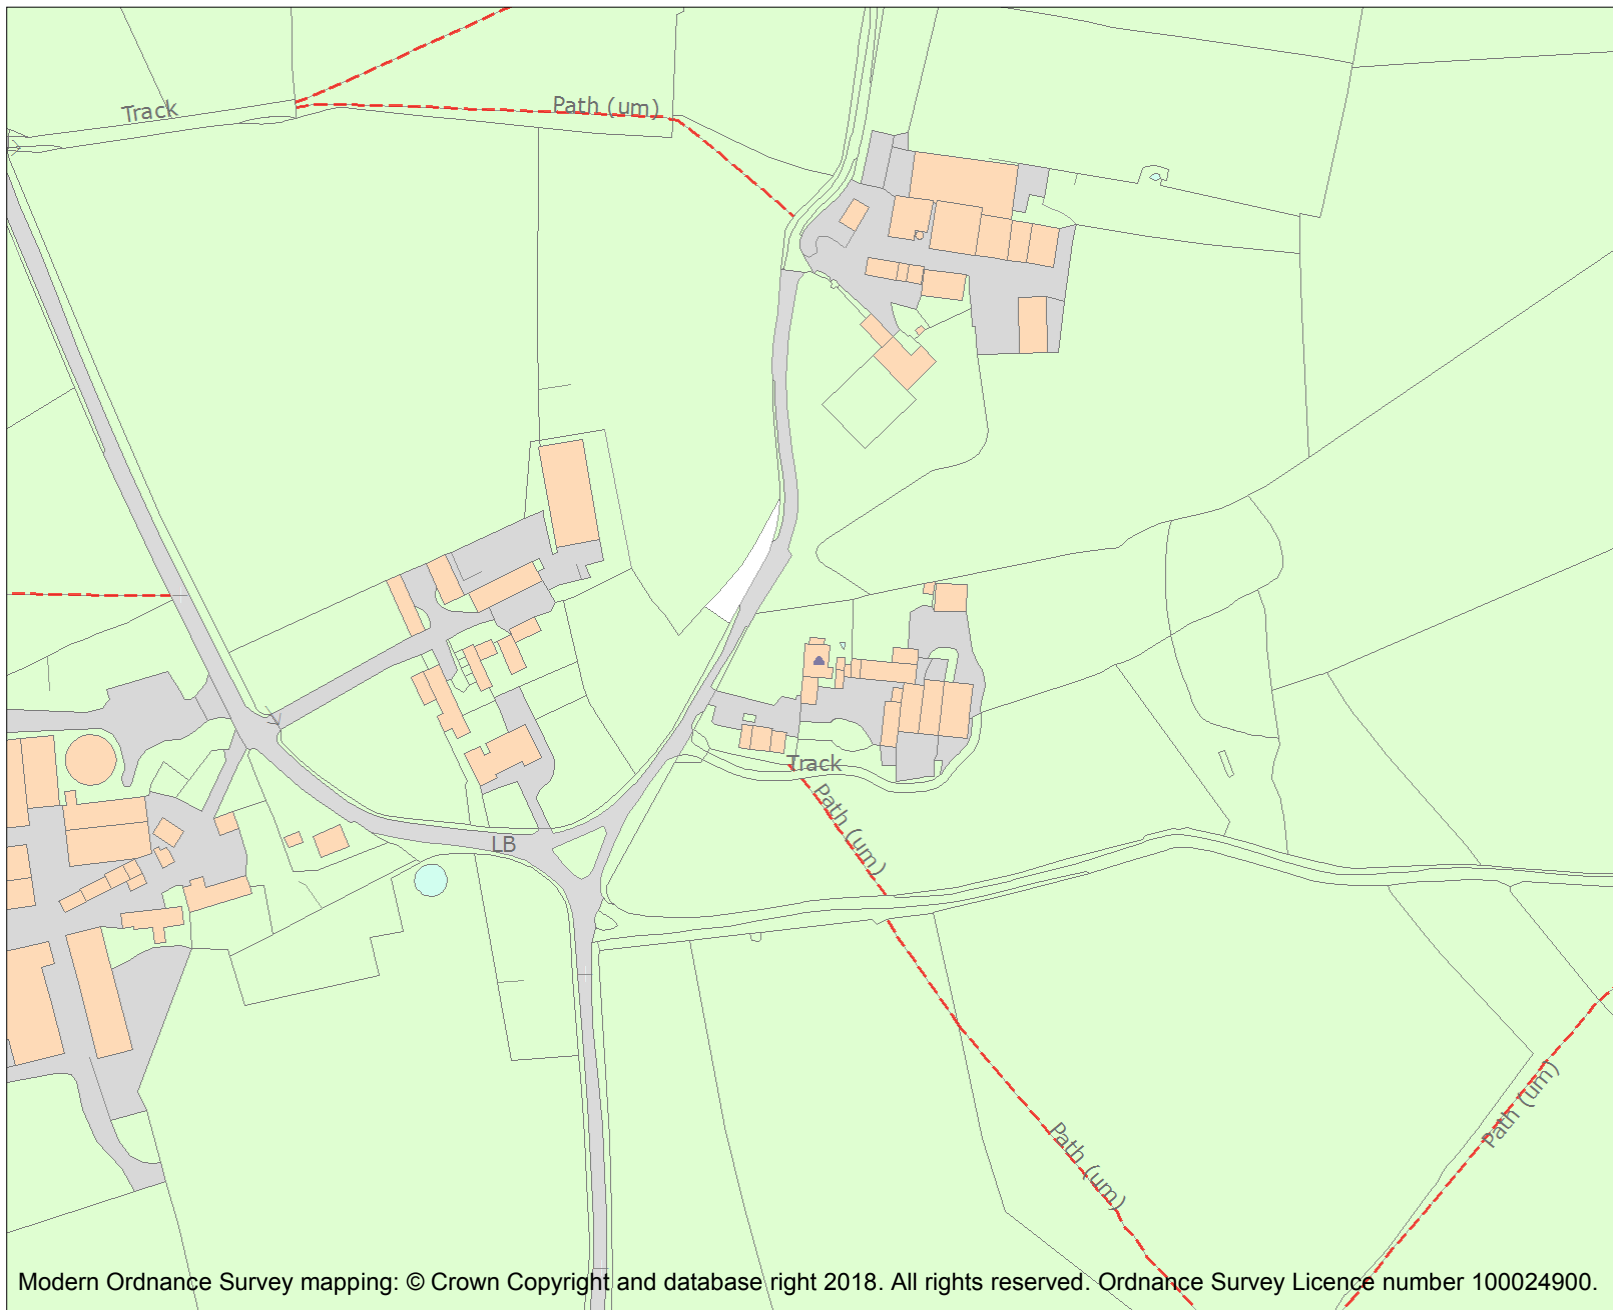 Track
Path (um)
Track
Path (um)
LB
Path (um)
Path (um)
Modern Ordnance Survey mapping: © Crown Copyright and database right 2018. All rights reserved. Ordnance Survey Licence number 100024900.